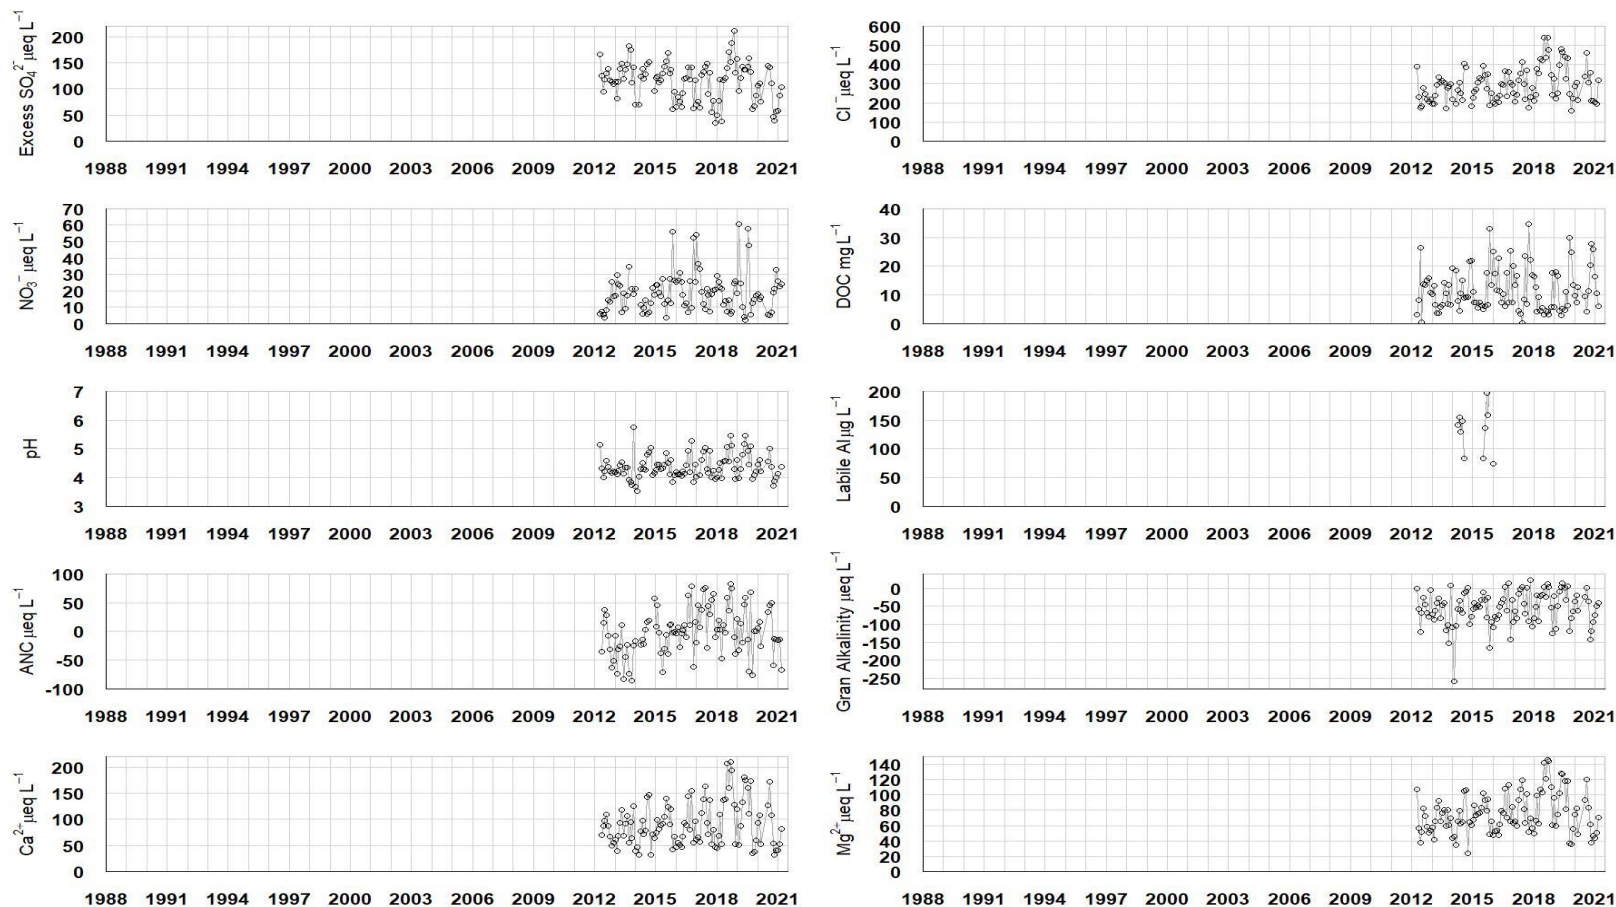 Excess SO₄²⁻ µeq L⁻¹
200
150
100
50
0
1988 1991 1994 1997 2000 2003 2006 2009 2012 2015 2018 2021
Cl⁻ µeq L⁻¹
600
500
400
300
200
100
0
1988 1991 1994 1997 2000 2003 2006 2009 2012 2015 2018 2021
NO₃⁻ µeq L⁻¹
70
60
50
40
30
20
10
0
1988 1991 1994 1997 2000 2003 2006 2009 2012 2015 2018 2021
DOC mg L⁻¹
40
30
20
10
0
1988 1991 1994 1997 2000 2003 2006 2009 2012 2015 2018 2021
pH
7
6
5
4
3
1988 1991 1994 1997 2000 2003 2006 2009 2012 2015 2018 2021
Labile Alµg L⁻¹
200
150
100
50
0
1988 1991 1994 1997 2000 2003 2006 2009 2012 2015 2018 2021
ANC µeq L⁻¹
100
50
0
-50
-100
1988 1991 1994 1997 2000 2003 2006 2009 2012 2015 2018 2021
Gran Alkalinity µeq L⁻¹
0
-50
-100
-150
-200
-250
1988 1991 1994 1997 2000 2003 2006 2009 2012 2015 2018 2021
Ca²⁺ µeq L⁻¹
200
150
100
50
0
1988 1991 1994 1997 2000 2003 2006 2009 2012 2015 2018 2021
Mg²⁺ µeq L⁻¹
140
120
100
80
60
40
20
0
1988 1991 1994 1997 2000 2003 2006 2009 2012 2015 2018 2021